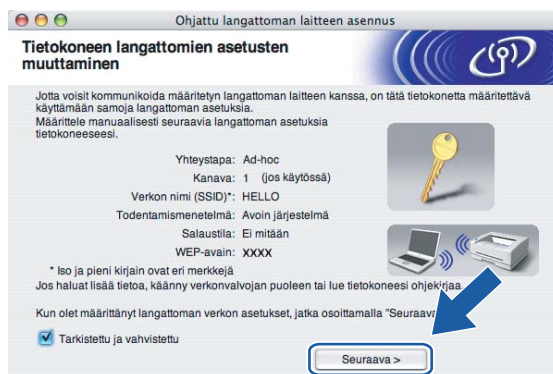 Ohjattu langattoman laitteen asennus
Tietokoneen langattomien asetusten
muuttaminen
Jotta voisit kommunikoida määritetyn langattoman laitteen kanssa, on tätä tietokonetta määritettävä
käyttämään samoja langattoman asetuksia.
Määrittele manuaalisesti seuraavia langattoman asetuksia
tietokoneeseesi.
Yhteystapa: Ad-hoc
Kanava: 1 (jos käytössä)
Verkon nimi (SSID)*: HELLO
Todentamismenetelmä: Avoin järjestelmä
Salaustila: Ei mitään
WEP-avain: XXXX
* Iso ja pieni kirjain ovat eri merkkejä
Jos haluat lisää tietoa, käänny verkonvalvojan puoleen tai lue tietokoneesi ohjekirjaa.
Kun olet määrittänyt langattoman verkon asetukset, jatka osoittamalla "Seuraava
Tarkistettu ja vahvistettu
Seuraava >